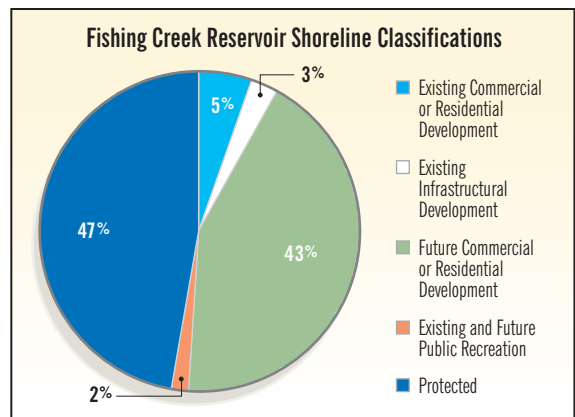 Fishing Creek Reservoir Shoreline Classifications
3%
5%
47%
43%
2%
Existing Commercial
or Residential
Development
Existing
Infrastructural
Development
Future Commercial
or Residential
Development
Existing and Future
Public Recreation
Protected